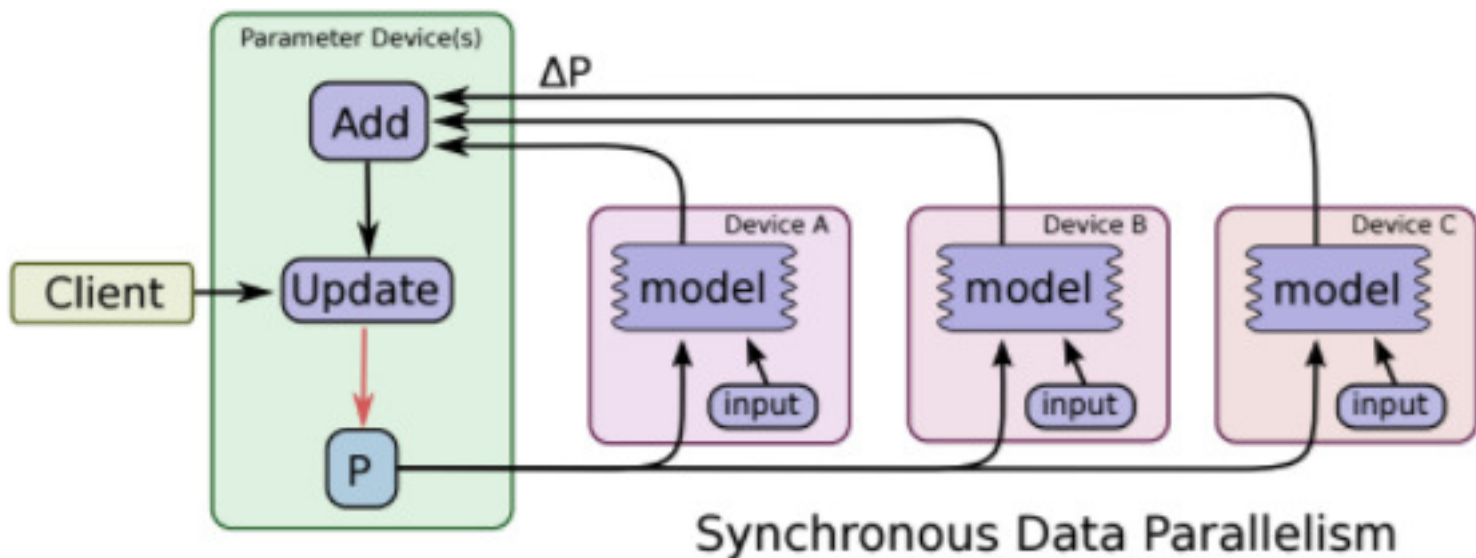 Parameter Device(s)
ΔP
Add
Device A
Device B
Device C
Client
Update
model
model
model
input
input
input
P
Synchronous Data Parallelism